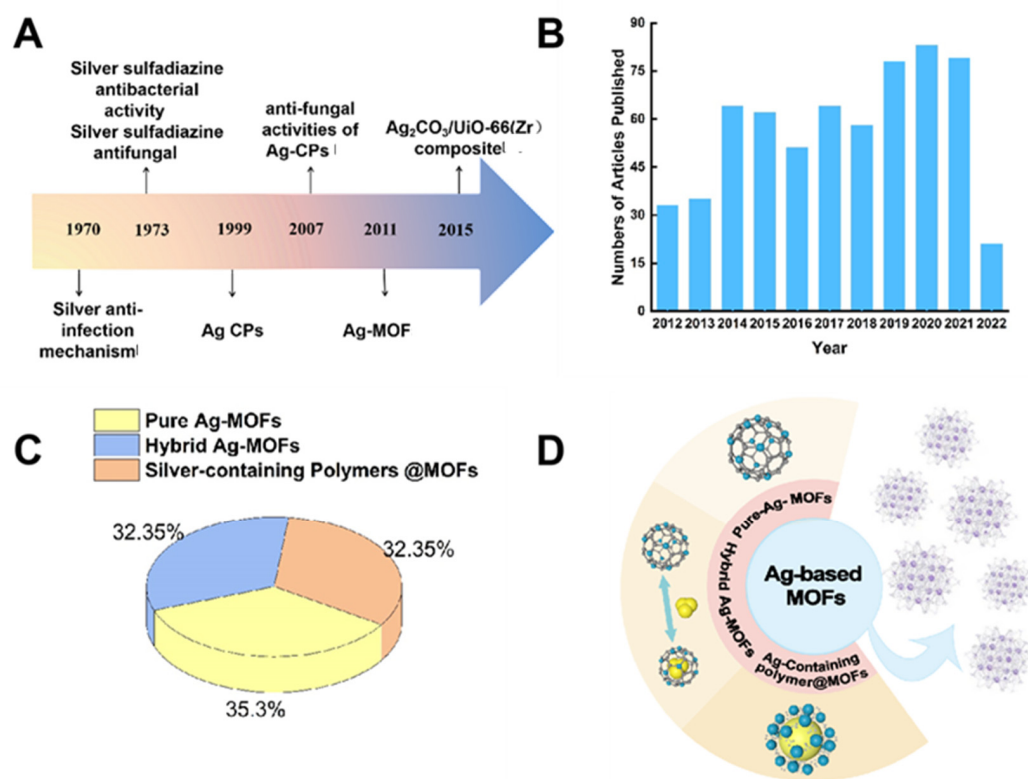 A
Silver sulfadiazine
antibacterial
activity
Silver sulfadiazine
antifungal
anti-fungal
activities of
Ag-CPs
Ag₂CO₃/UiO-66(Zr）
composite
1970
1973
1999
2007
2011
2015
Silver anti-
infection
mechanism
Ag CPs
Ag-MOF
B
Numbers of Articles Published
90
75
60
45
30
15
0
2012 2013 2014 2015 2016 2017 2018 2019 2020 2021 2022
Year
C
Pure Ag-MOFs
Hybrid Ag-MOFs
Silver-containing Polymers @MOFs
32.35%
32.35%
35.3%
D
Pure-Ag- MOFs
Hybrid Ag-MOFs
Ag-Containing
polymer@MOFs
Ag-based
MOFs